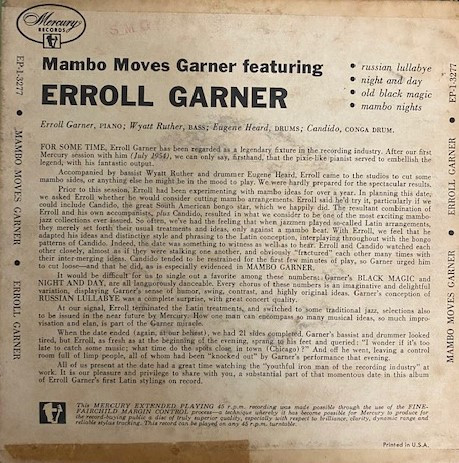 Mercury
RECORDS
SMG
Mambo Moves Garner featuring
ERROLL GARNER
• russian lullabye
• night and day
• old black magic
• mambo nights
EP-1-3277 • MAMBO MOVES GARNER • ERROLL GARNER
EP-1-3277 • ERROLL GARNER • MAMBO MOVES GARNER
Erroll Garner, PIANO; Wyatt Ruther, BASS; Eugene Heard, DRUMS; Candido, CONGA DRUM.
FOR SOME TIME, Erroll Garner has been regarded as a legendary fixture in the recording industry. After our first
Mercury session with him (July 1954), we can only say, firsthand, that the pixie-like pianist served to embellish the
legend, with his fantastic output.
Accompanied by bassist Wyatt Ruther and drummer Eugene Heard, Erroll came to the studios to cut some
mambo sides, or anything else he might be in the mood to play. We were hardly prepared for the spectacular results.
Prior to this session, Erroll had been experimenting with mambo ideas for over a year. In planning this date,
we asked Erroll whether he would consider cutting mambo arrangements. Erroll said he'd try it, particularly if we
could include Candido, the great South American bongo star, which we happily did. The resultant combination of
Erroll and his own accompanists, plus Candido, resulted in what we consider to be one of the most exciting mambo-
jazz collections ever issued. So often, we've had the feeling that when jazzmen played so-called Latin arrangements,
they merely set forth their usual treatments and ideas, only against a mambo beat. With Erroll, we feel that he
adapted his ideas and distinctive style and phrasing to the Latin conception, interplaying throughout with the bongo
patterns of Candido. Indeed, the date was something to witness as well as to hear! Erroll and Candido watched each
other closely, almost as if they were stalking one another, and obviously "fractured" each other many times with
their inter-merging ideas. Candido tended to be restrained for the first few minutes of play, so Garner urged him
to cut loose—and that he did, as is especially evidenced in MAMBO GARNER.
It would be difficult for us to single out a favorite among these numbers. Garner's BLACK MAGIC and
NIGHT AND DAY, are all langorously danceable. Every chorus of these numbers is an imaginative and delightful
variation, displaying Garner's sense of humor, swing, contrast, and highly original ideas. Garner's conception of
RUSSIAN LULLABYE was a complete surprise, with great concert quality.
At our signal, Erroll terminated the Latin treatments, and switched to some traditional jazz, selections also
to be issued in the near future by Mercury. How one man can encompass so many musical ideas, so much impro-
visation and elan, is part of the Garner miracle.
When the date ended (again, at our behest), we had 21 sides completed. Garner's bassist and drummer looked
tired, but Erroll, as fresh as at the beginning of the evening, sprang to his feet and queried: "I wonder if it's too
late to catch some music; what time do the spots close, in town (Chicago)?" And off he went, leaving a control
room full of limp people, all of whom had been "knocked out" by Garner's performance that evening.
All of us present at the date had a great time watching the "youthful iron man of the recording industry" at
work. It is our pleasure and privilege to share with you, a substantial part of that momentous date in this album
of Erroll Garner's first Latin stylings on record.
This MERCURY EXTENDED PLAYING 45 r.p.m. recording was made possible through the use of the FINE-
FAIRCHILD MARGIN CONTROL process—a technique whereby it has become possible for Mercury to produce for
the record-buying public a disc of truly superior quality, especially with respect to brilliance, clarity, dynamic range and
reliable stylus tracking. This record can be played on any 45 r.p.m. turntable.
Printed in U.S.A.